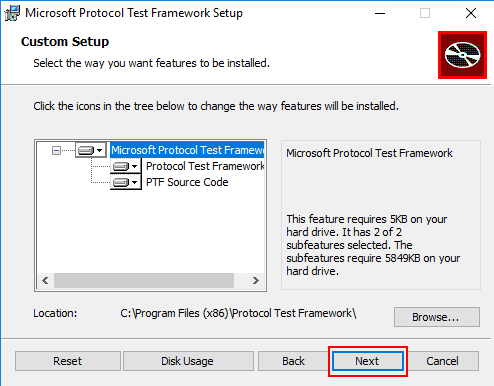 Microsoft Protocol Test Framework Setup
Custom Setup
Select the way you want features to be installed.
Click the icons in the tree below to change the way features will be installed.
Microsoft Protocol Test Framew
Protocol Test Framework
PTF Source Code
Microsoft Protocol Test Framework
This feature requires 5KB on your
hard drive. It has 2 of 2
subfeatures selected. The
subfeatures require 5849KB on your
hard drive.
Location: C:\Program Files (x86)\Protocol Test Framework\
Browse...
Reset Disk Usage Back Next Cancel